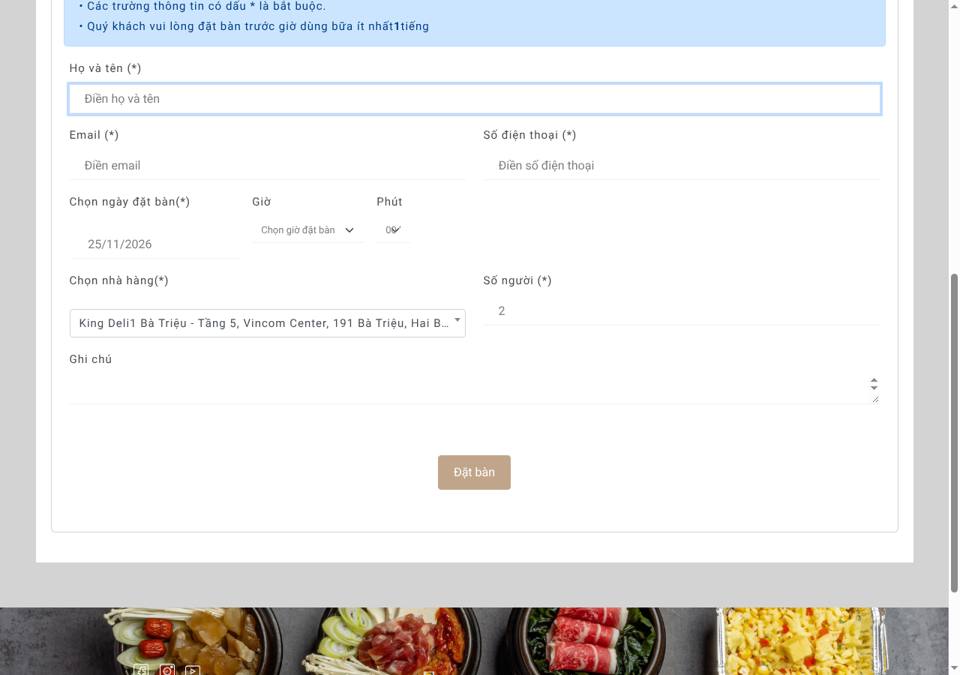 • Các trường thông tin có dấu * là bắt buộc.
• Quý khách vui lòng đặt bàn trước giờ dùng bữa ít nhất1tiếng
Họ và tên (*)
Điền họ và tên
Email (*)
Số điện thoại (*)
Điền email
Điền số điện thoại
Chọn ngày đặt bàn(*)
Giờ
Phút
Chọn giờ đặt bàn
00
25/11/2026
Chọn nhà hàng(*)
Số người (*)
2
King Deli1 Bà Triệu - Tầng 5, Vincom Center, 191 Bà Triệu, Hai B…
Ghi chú
Đặt bàn